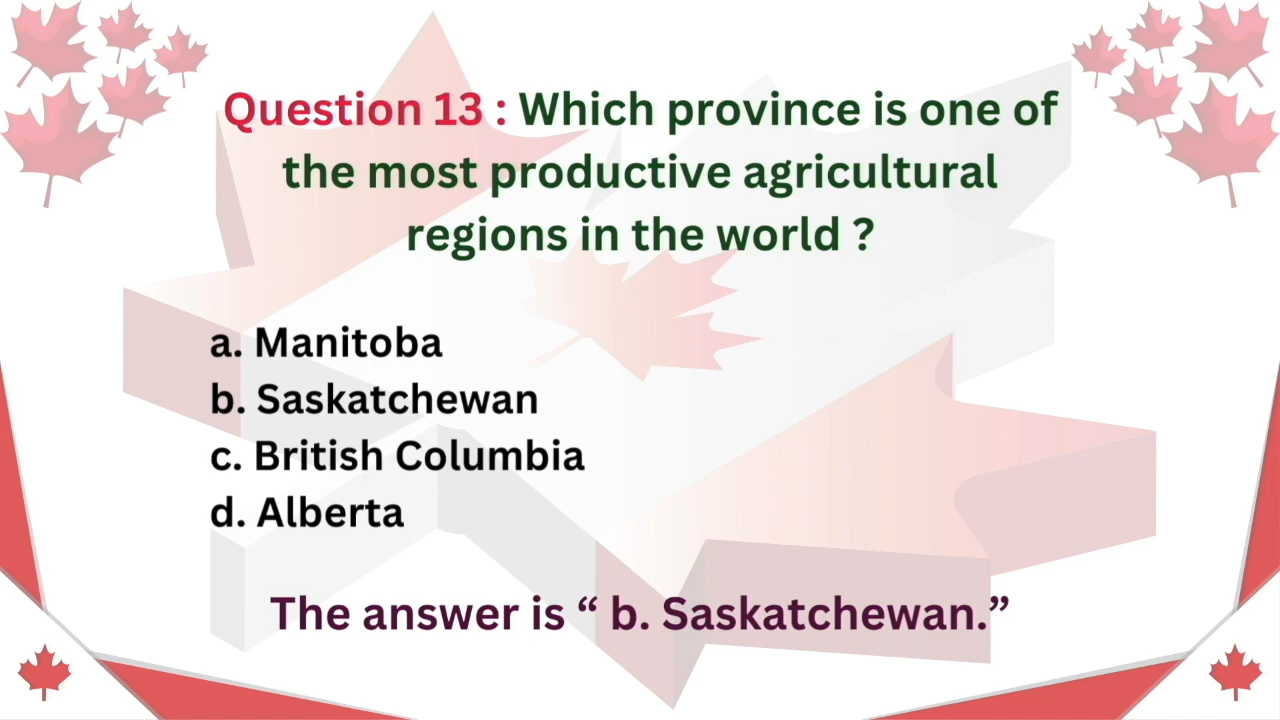 Question 13 : Which province is one of
the most productive agricultural
regions in the world ?
a. Manitoba
b. Saskatchewan
c. British Columbia
d. Alberta
The answer is “ b. Saskatchewan.”